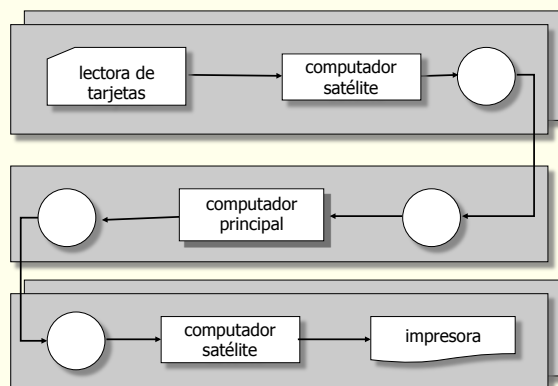 lectora de
tarjetas
computador
satélite
computador
principal
computador
satélite
impresora